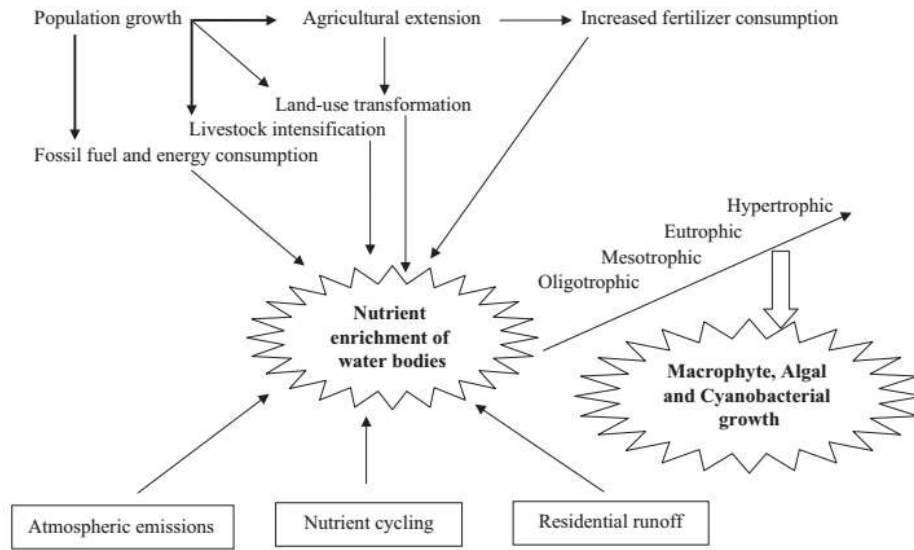 Population growth
Agricultural extension
Increased fertilizer consumption
Land-use transformation
Livestock intensification
Fossil fuel and energy consumption
Hypertrophic
Eutrophic
Mesotrophic
Oligotrophic
Nutrient
enrichment of
water bodies
Macrophyte, Algal
and Cyanobacterial
growth
Atmospheric emissions
Nutrient cycling
Residential runoff